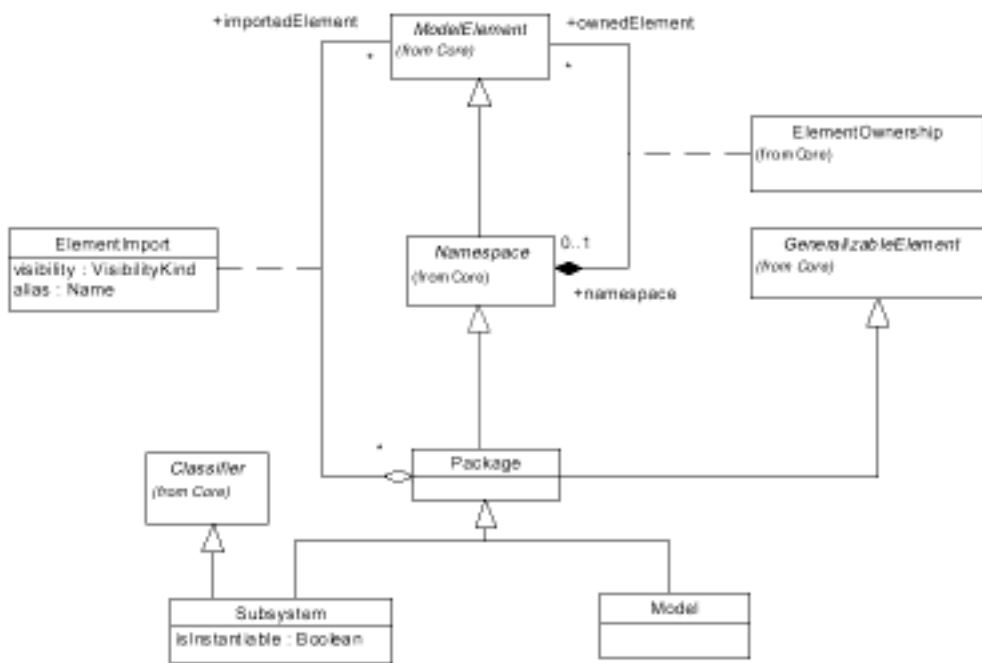 +importedElement
ModelElement
(from Core)
+ownedElement
*
*
ElementOwnership
(from Core)
ElementImport
visibility : VisibilityKind
alias : Name
Namespace
(from Core)
0..1
+namespace
GeneralizableElement
(from Core)
*
Package
Classifier
(from Core)
Subsystem
isInstantiable : Boolean
Model